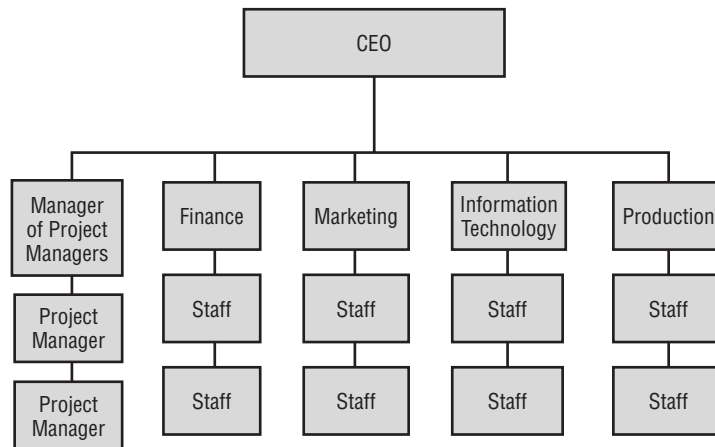 CEO
Manager
of Project
Managers
Finance
Marketing
Information
Technology
Production
Project
Manager
Staff
Staff
Staff
Staff
Project
Manager
Staff
Staff
Staff
Staff